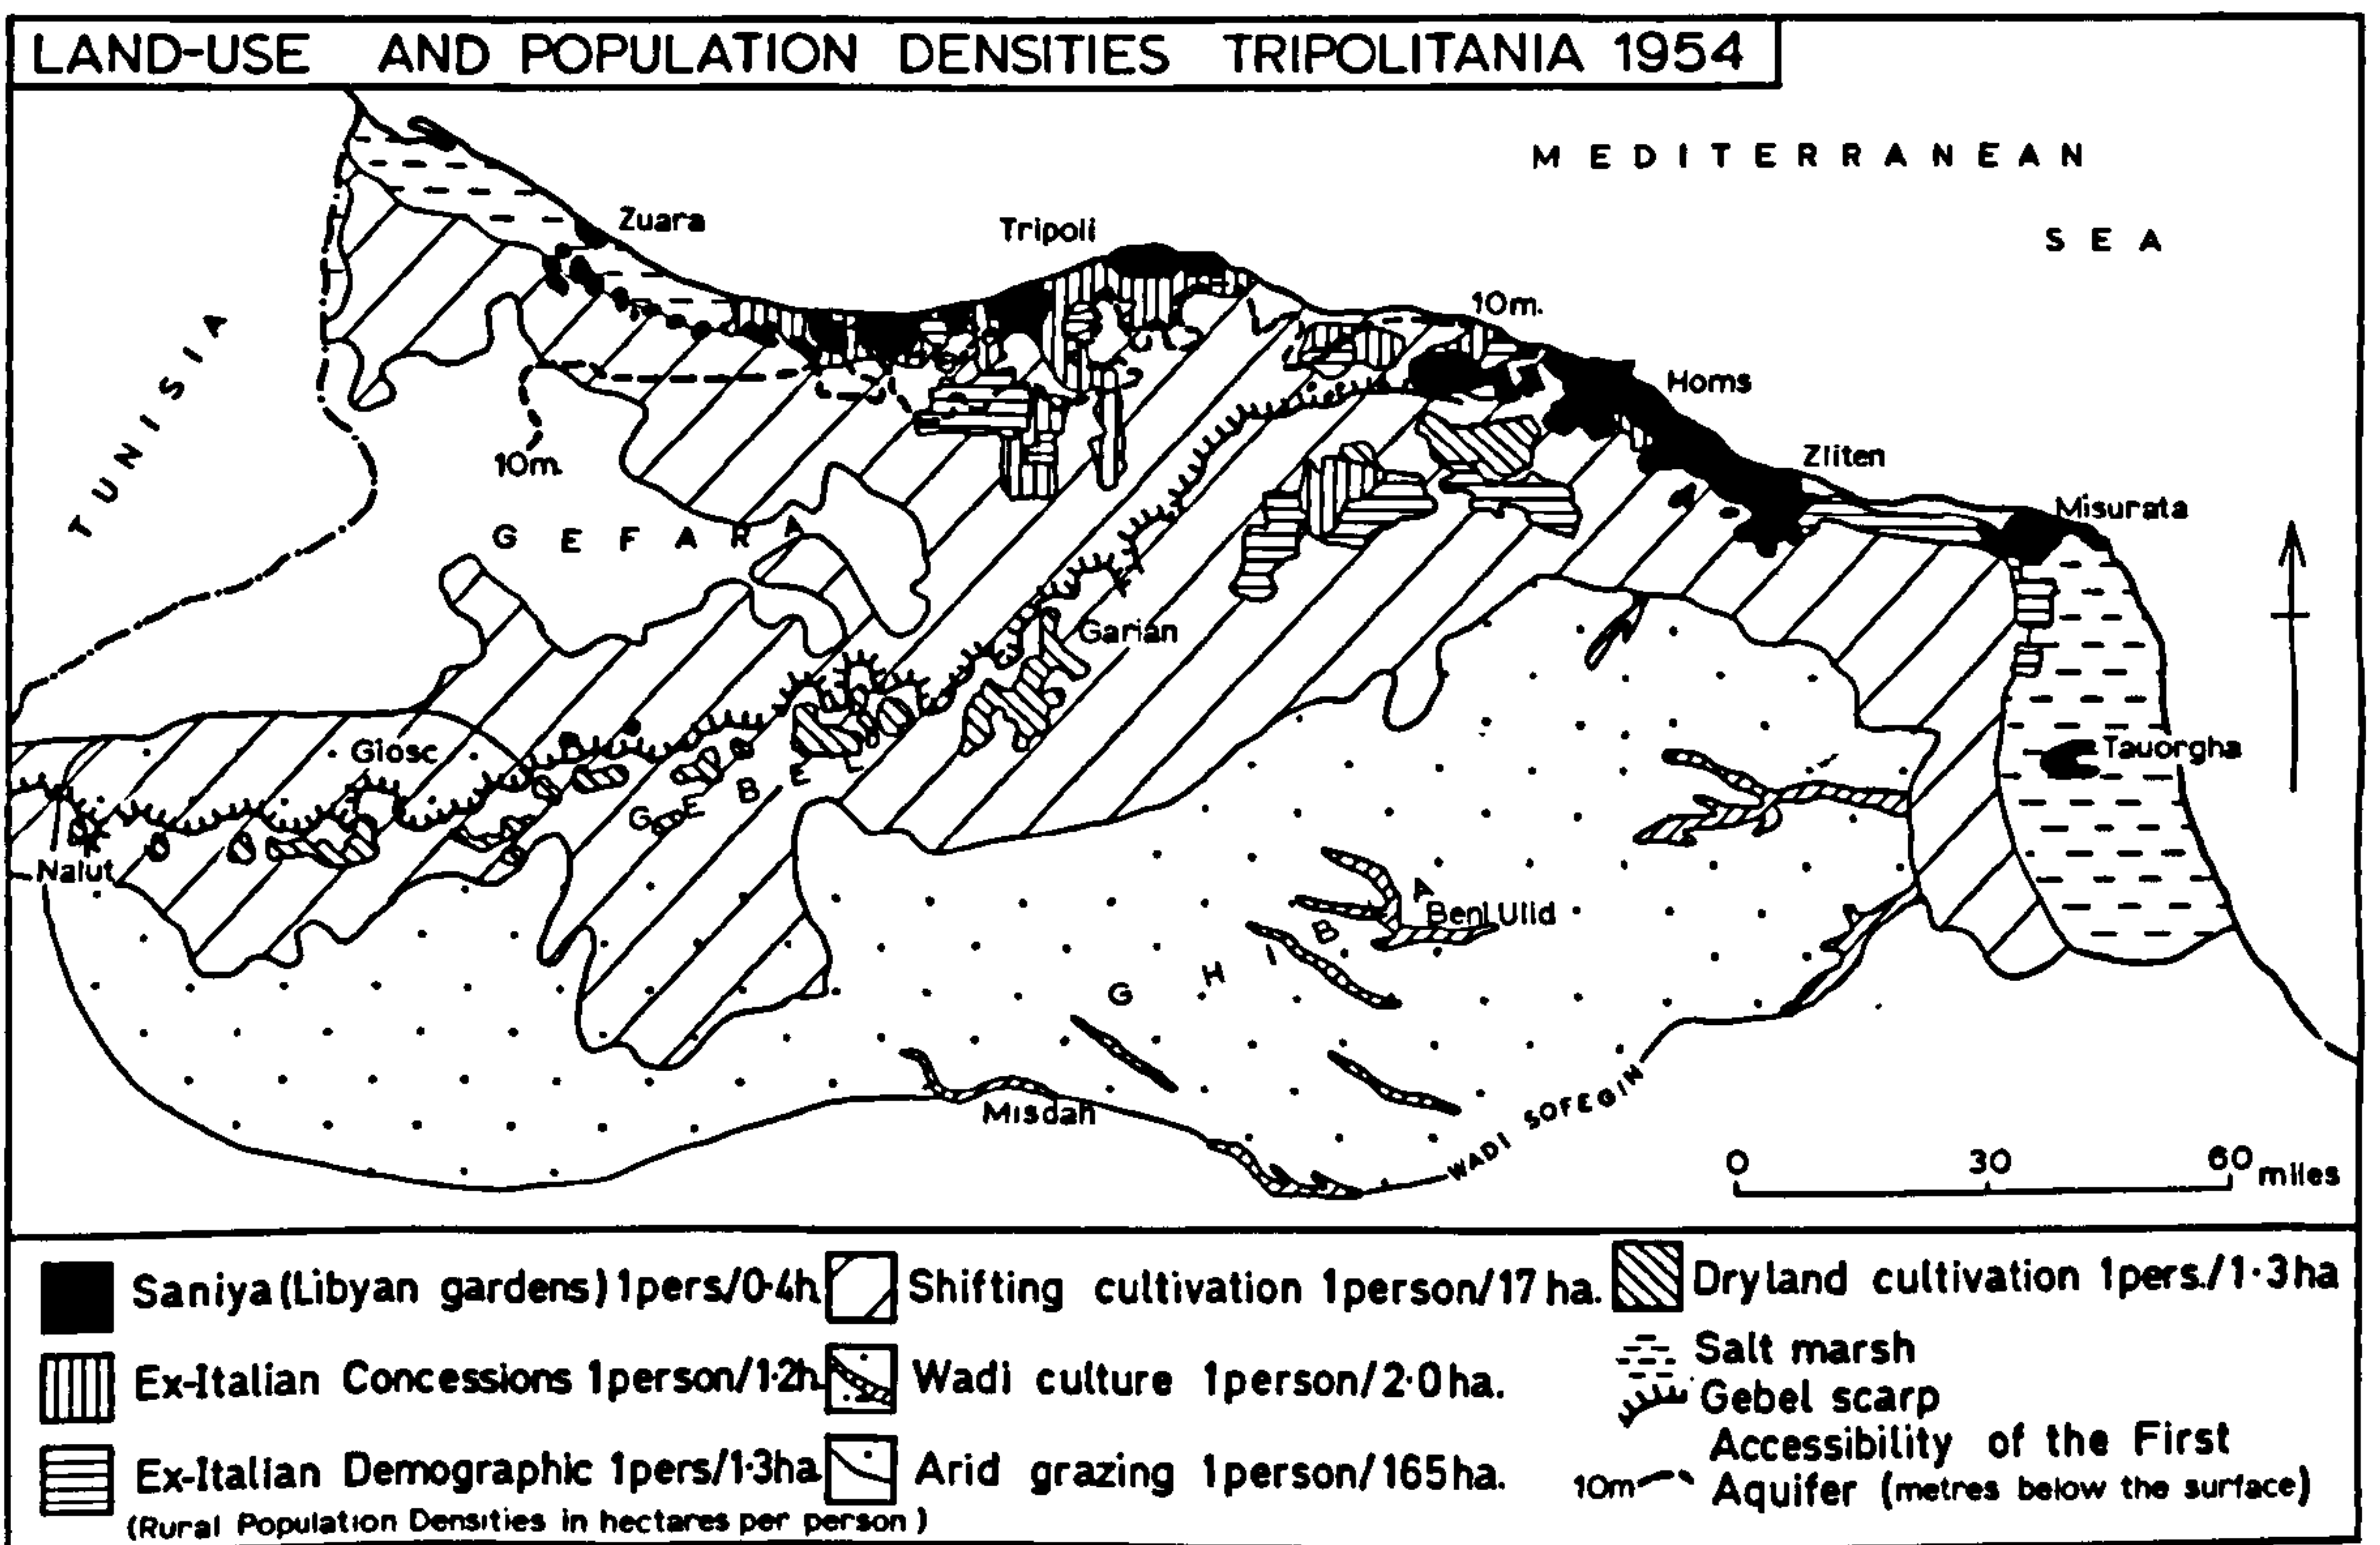 LAND-USE AND POPULATION DENSITIES TRIPOLITANIA 1954
MEDITERRANEAN
SEA
Zuara
Tripoli
TUNISIA
10m.
Homs
10m.
Zliten
Misurata
GEFARA
Garian
Giosc
Tauorgha
GEBEL
Nalut
Beni Ulid
GHIBA
Misdah
WADI SOFEGIN
0 30 60 miles
Saniya (Libyan gardens) 1pers/0·4h
Shifting cultivation 1person/17 ha.
Dryland cultivation 1pers./1·3ha
Ex-Italian Concessions 1person/1·2h.
Wadi culture 1person/2·0ha.
Salt marsh
Gebel scarp
Ex-Italian Demographic 1pers/1·3ha
Arid grazing 1person/165ha.
Accessibility of the First
10m Aquifer (metres below the surface)
(Rural Population Densities in hectares per person)